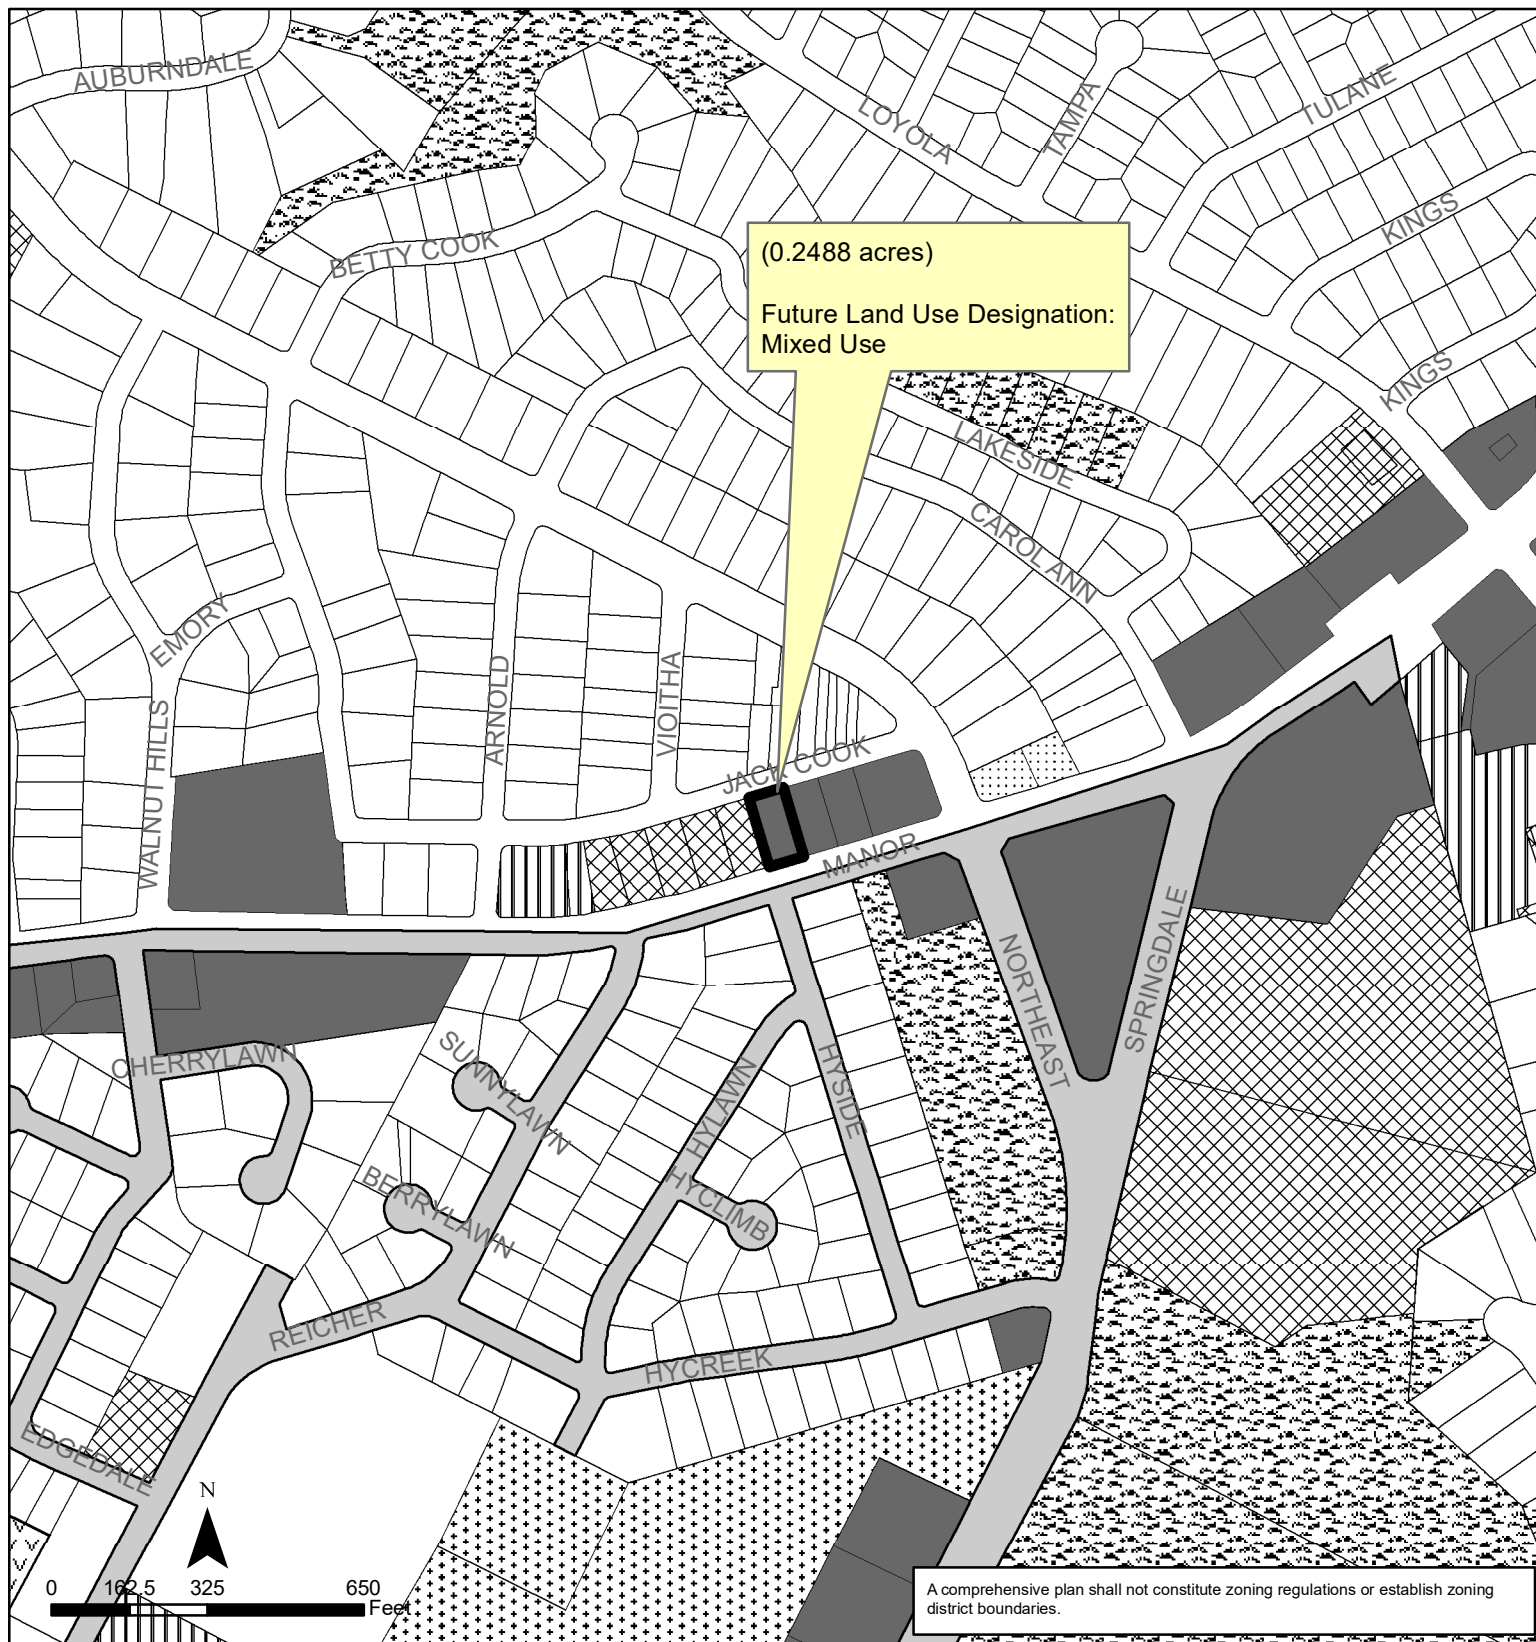 AUBURNDALE
LOYOLA
TAMPA
TULANE
KINGS
BETTY COOK
(0.2488 acres)
Future Land Use Designation:
Mixed Use
KINGS
LAKESIDE
CAROL ANN
EMORY
ARNOLD
VIOITHA
WALNUT HILLS
JACK COOK
MANOR
NORTHEAST
SPRINGDALE
CHERRYLAWN
SUNNYLAWN
HYLAWN
HYSIDE
BERRYLAWN
HYCLIMB
REICHER
HYCREEK
EDGEDALE
N
0 162.5 325 650
Feet
A comprehensive plan shall not constitute zoning regulations or establish zoning
district boundaries.